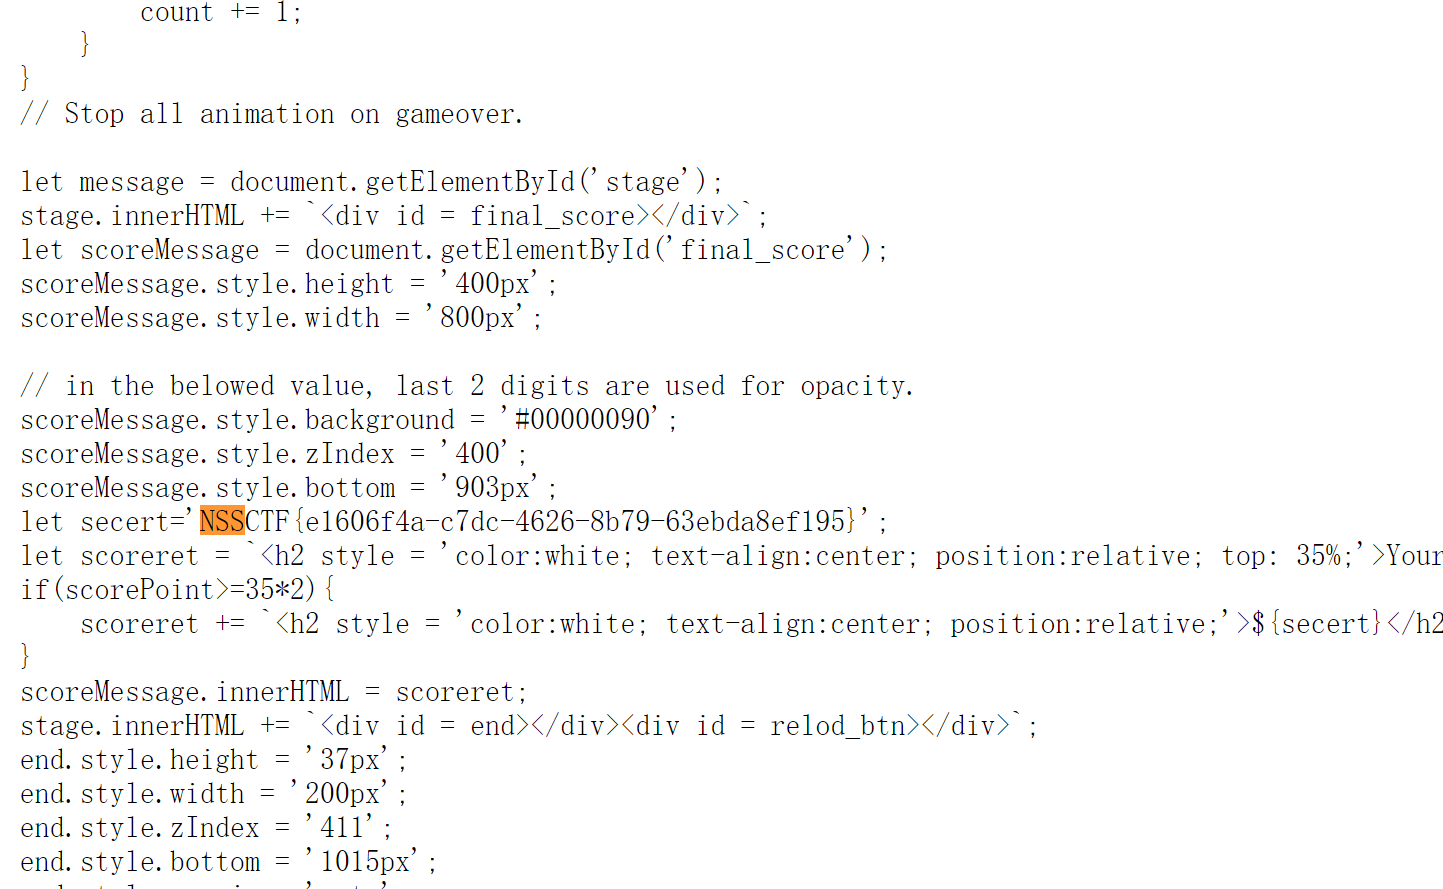 count += 1;
}
}
// Stop all animation on gameover.
let message = document.getElementById('stage');
stage.innerHTML += `<div id = final_score></div>`;
let scoreMessage = document.getElementById('final_score');
scoreMessage.style.height = '400px';
scoreMessage.style.width = '800px';
// in the belowed value, last 2 digits are used for opacity.
scoreMessage.style.background = '#00000090';
scoreMessage.style.zIndex = '400';
scoreMessage.style.bottom = '903px';
let secert='NSSCTF{e1606f4a-c7dc-4626-8b79-63ebda8ef195}';
let scoreret = `<h2 style = 'color:white; text-align:center; position:relative; top: 35%;'>Your
if(scorePoint>=35*2){
scoreret += `<h2 style = 'color:white; text-align:center; position:relative;'>${secert}</h2
}
scoreMessage.innerHTML = scoreret;
stage.innerHTML += `<div id = end></div><div id = relod_btn></div>`;
end.style.height = '37px';
end.style.width = '200px';
end.style.zIndex = '411';
end.style.bottom = '1015px';